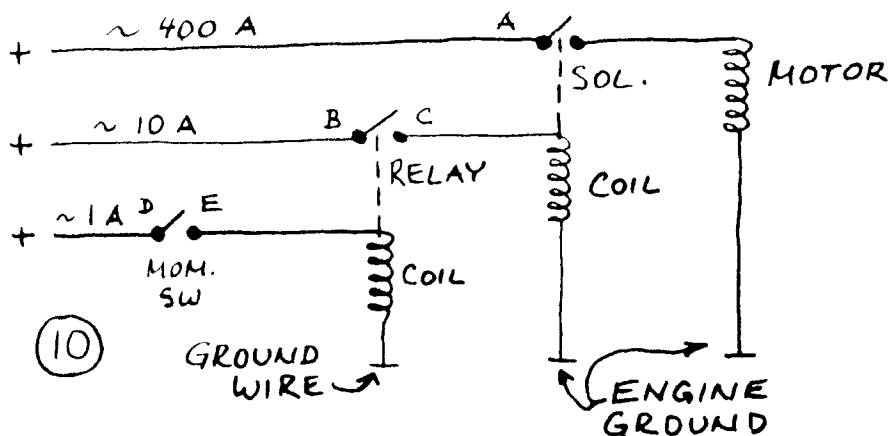 ~ 400 A
A
+
SOL.
MOTOR
~ 10 A
B
C
+
RELAY
COIL
~ 1 A
D
E
+
MOM.
SW
COIL
10
GROUND
WIRE
ENGINE
GROUND